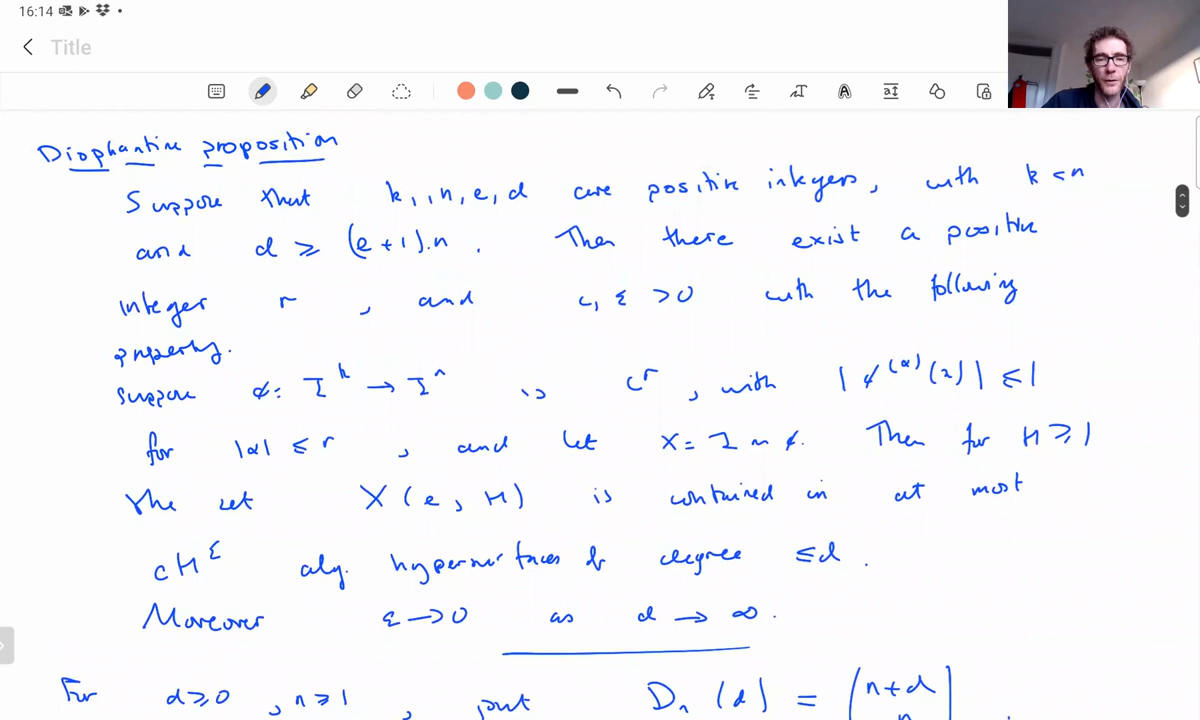 16:14
Title
Diophantine proposition
Suppose that k, n, e, d are positive integers, with k < n
and d ≥ (e+1).n . Then there exist a positive
integer r , and c, ε > 0 with the following
property.
Suppose φ: I^k → I^n is C^r , with |φ^(α)(x)| ≤ 1
for |α| ≤ r , and let X = Im φ. Then for H ≥ 1
the set X(e, H) is contained in at most
cH^ε alg. hypersurfaces of degree ≤ d .
Moreover ε → 0 as d → ∞ .
For d ≥ 0 , n ≥ 1 , put D_n (d) = (n+d
n)